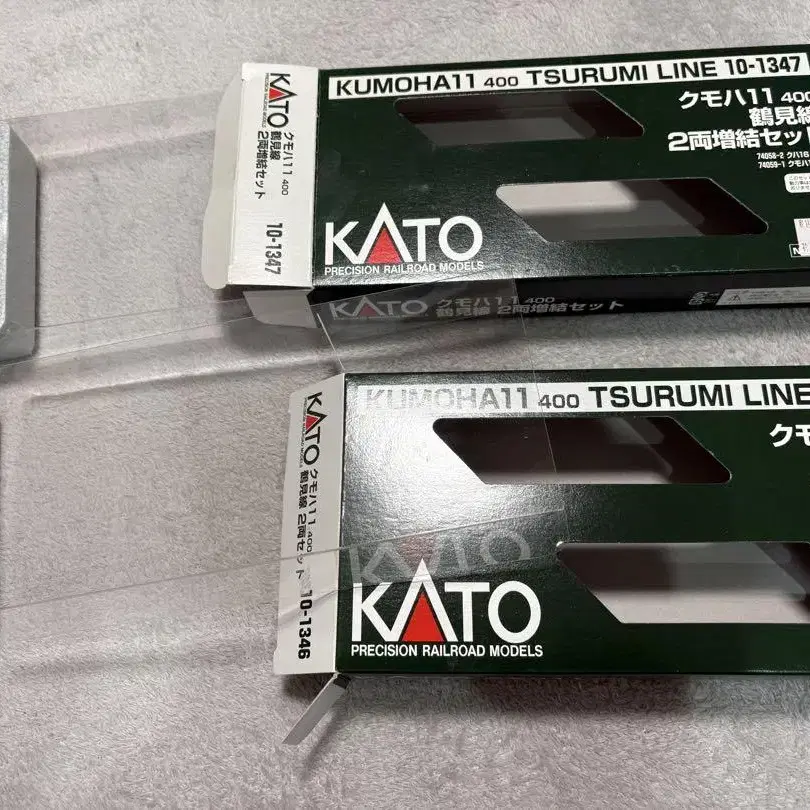 KUMOHA11 400 TSURUMI LINE 10-1347
クモハ11 400
鶴見線
2両増結セット
74058-2 クハ16
74059-1 クモハ1
KATO
PRECISION RAILROAD MODELS
KATO
クモハ11 400
鶴見線
2両増結セット
10-1347
KATO クモハ11 400
鶴見線 2両増結セット
KUMOHA11 400 TSURUMI LINE
クモ
KATO
PRECISION RAILROAD MODELS
KATO
クモハ11 400
鶴見線 2両セット
10-1346